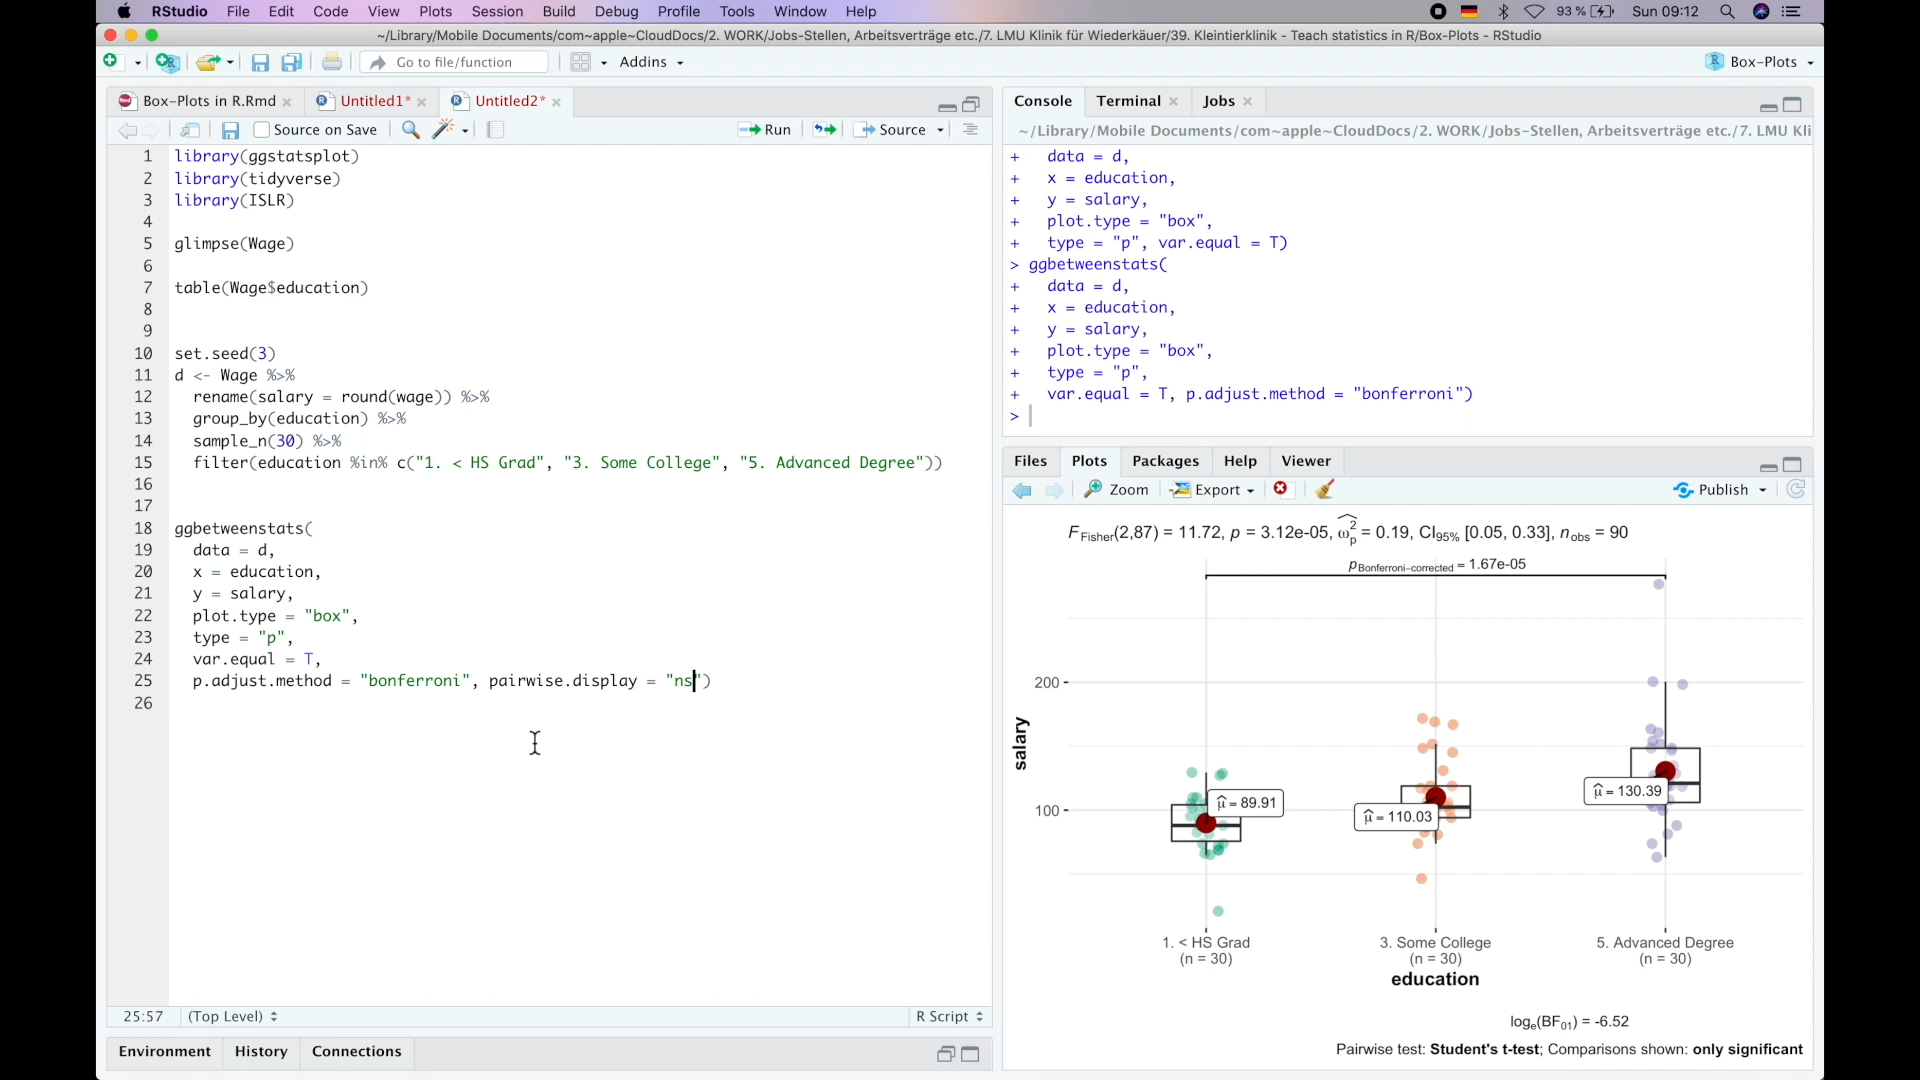 RStudio File Edit Code View Plots Session Build Debug Profile Tools Window Help 93 % Sun 09:12
~/Library/Mobile Documents/com~apple~CloudDocs/2. WORK/Jobs-Stellen, Arbeitsverträge etc./7. LMU Klinik für Wiederkäuer/39. Kleintierklinik - Teach statistics in R/Box-Plots - RStudio
Go to file/function Addins Box-Plots
Box-Plots in R.Rmd Untitled1* Untitled2*
Source on Save Run Source
1 library(ggstatsplot)
2 library(tidyverse)
3 library(ISLR)
4
5 glimpse(Wage)
6
7 table(Wage$education)
8
9
10 set.seed(3)
11 d <- Wage %>%
12 rename(salary = round(wage)) %>%
13 group_by(education) %>%
14 sample_n(30) %>%
15 filter(education %in% c("1. < HS Grad", "3. Some College", "5. Advanced Degree"))
16
17
18 ggbetweenstats(
19 data = d,
20 x = education,
21 y = salary,
22 plot.type = "box",
23 type = "p",
24 var.equal = T,
25 p.adjust.method = "bonferroni", pairwise.display = "ns")
26
25:57 (Top Level) R Script
Environment History Connections
Console Terminal Jobs
~/Library/Mobile Documents/com~apple~CloudDocs/2. WORK/Jobs-Stellen, Arbeitsverträge etc./7. LMU Kli
+ data = d,
+ x = education,
+ y = salary,
+ plot.type = "box",
+ type = "p", var.equal = T)
> ggbetweenstats(
+ data = d,
+ x = education,
+ y = salary,
+ plot.type = "box",
+ type = "p",
+ var.equal = T, p.adjust.method = "bonferroni")
>
Files Plots Packages Help Viewer
Zoom Export Publish
F Fisher(2,87) = 11.72, p = 3.12e-05, ω̂²p = 0.19, CI95% [0.05, 0.33], nobs = 90
pBonferroni-corrected = 1.67e-05
200
salary
μ̂ = 130.39
μ̂ = 89.91
100
μ̂ = 110.03
1. < HS Grad 3. Some College 5. Advanced Degree
(n = 30) (n = 30) (n = 30)
education
loge(BF01) = -6.52
Pairwise test: Student's t-test; Comparisons shown: only significant